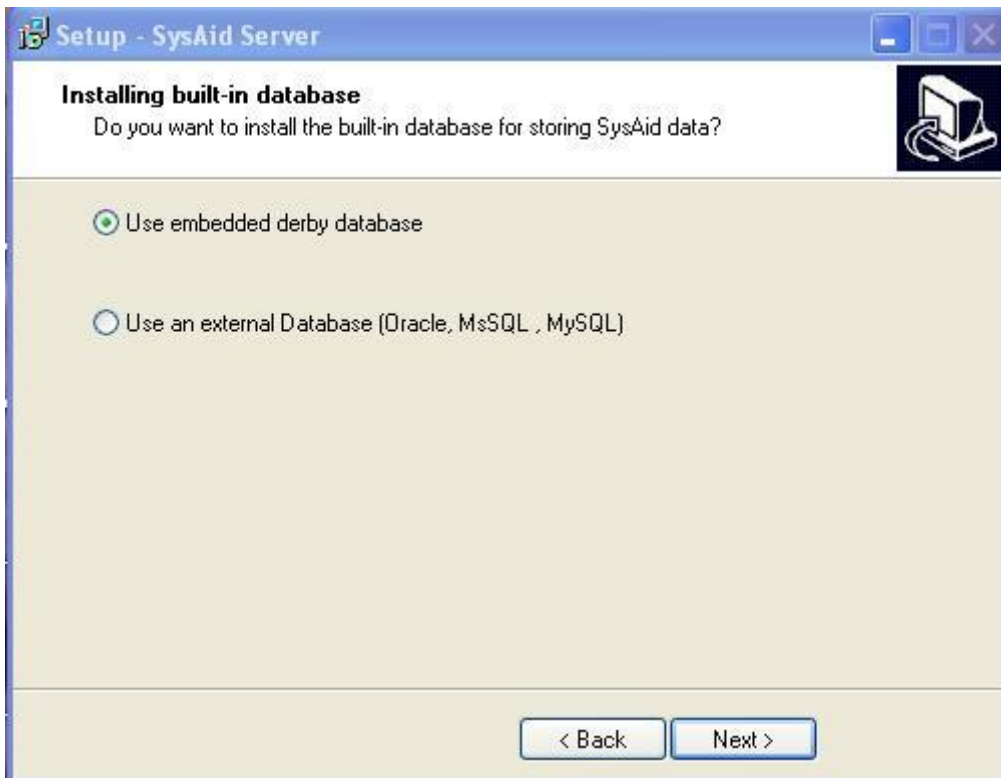 Setup - SysAid Server
Installing built-in database
Do you want to install the built-in database for storing SysAid data?
Use embedded derby database
Use an external Database (Oracle, MsSQL , MySQL)
< Back Next >